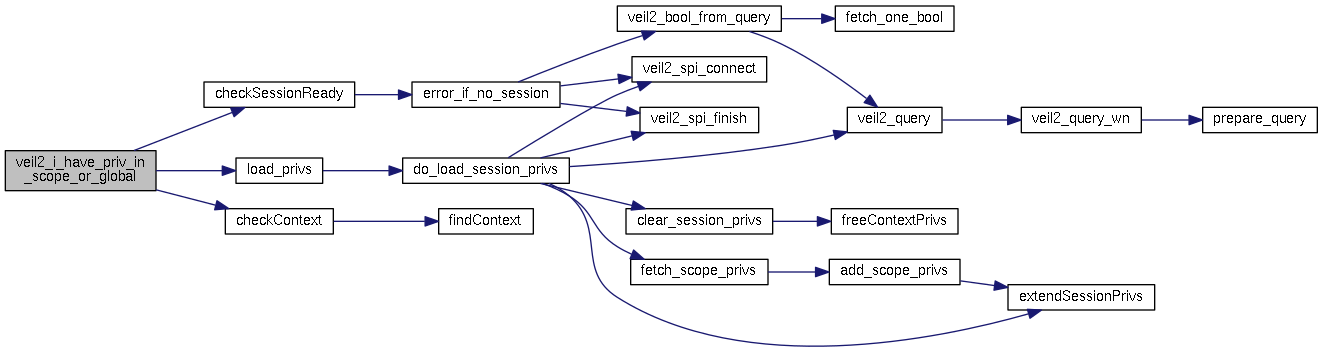 veil2_bool_from_query
fetch_one_bool
veil2_spi_connect
checkSessionReady
error_if_no_session
veil2_spi_finish
veil2_query
veil2_query_wn
prepare_query
veil2_i_have_priv_in
_scope_or_global
load_privs
do_load_session_privs
checkContext
findContext
clear_session_privs
freeContextPrivs
fetch_scope_privs
add_scope_privs
extendSessionPrivs